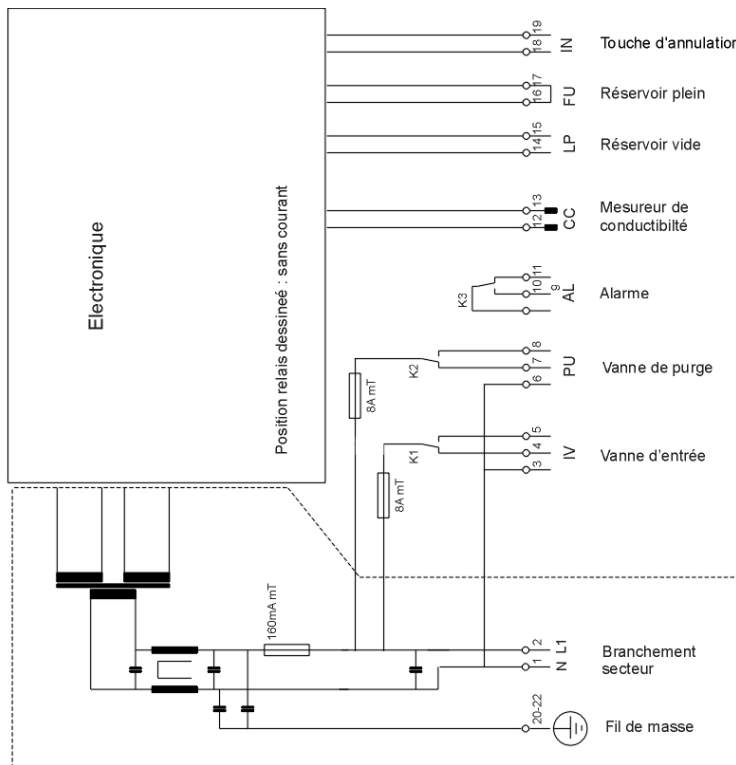 19
18
IN
Touche d'annulation
17
16
FU
Réservoir plein
15
14
LP
Réservoir vide
13
12
CC
Mesureur de
conductibilté
Electronique
Position relais dessineé : sans courant
K3
11
10
9
AL
Alarme
K2
8
7
6
PU
Vanne de purge
8A mT
K1
5
4
3
IV
Vanne d'entrée
8A mT
160mA mT
2
L1
1
N
Branchement
secteur
20-22
Fil de masse